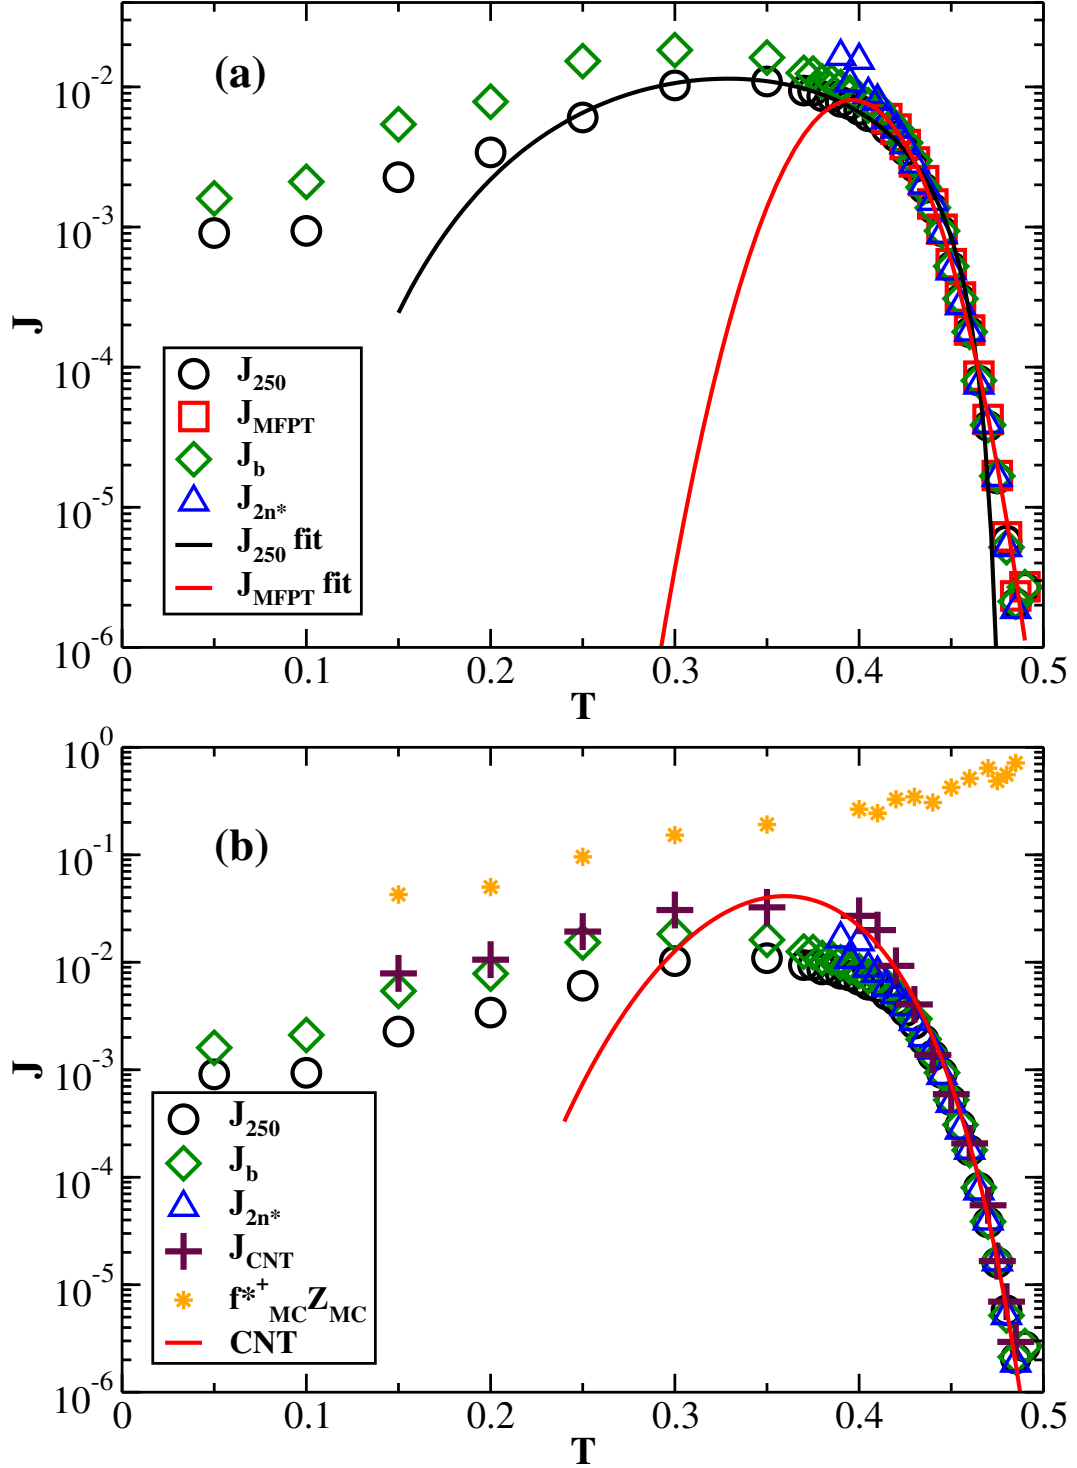 (a)
10^-2
10^-3
10^-4
10^-5
10^-6
J
J_250
J_MFPT
J_b
J_2n*
J_250 fit
J_MFPT fit
0 0.1 0.2 0.3 0.4 0.5
T
(b)
10^0
10^-1
10^-2
10^-3
10^-4
10^-5
10^-6
J
J_250
J_b
J_2n*
J_CNT
f*^+_MC Z_MC
CNT
0 0.1 0.2 0.3 0.4 0.5
T